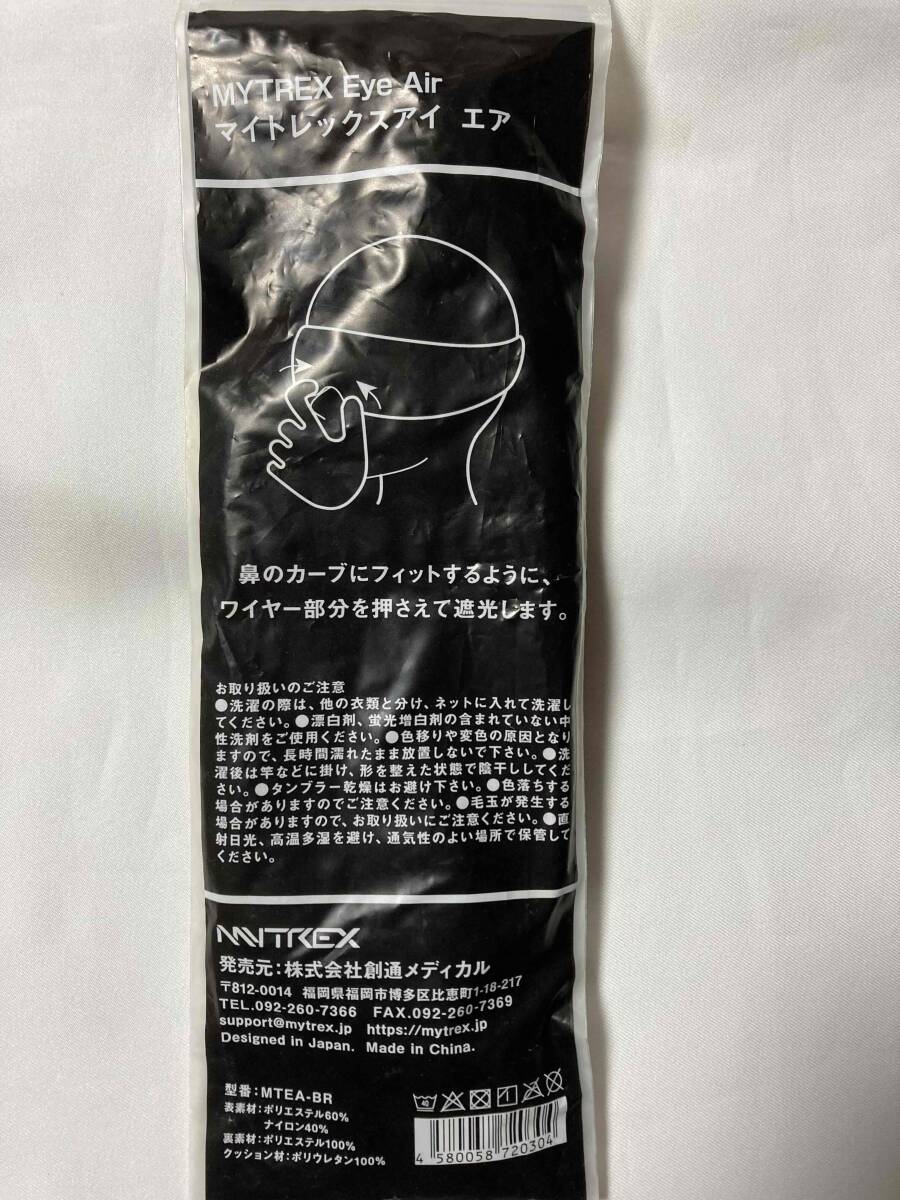 MYTREX Eye Air
マイトレックスアイ エア
鼻のカーブにフィットするように、
ワイヤー部分を押さえて遮光します。
お取り扱いのご注意
●洗濯の際は、他の衣類と分け、ネットに入れて洗濯し
てください。●漂白剤、蛍光増白剤の含まれていない中
性洗剤をご使用ください。●色移りや変色の原因となり
ますので、長時間濡れたまま放置しないで下さい。●洗
濯後は竿などに掛け、形を整えた状態で陰干ししてくだ
さい。●タンブラー乾燥はお避け下さい。●色落ちする
場合がありますのでご注意ください。●毛玉が発生する
場合がありますので、お取り扱いにご注意ください。●直
射日光、高温多湿を避け、通気性のよい場所で保管して
ください。
MYTREX
発売元:株式会社創通メディカル
〒812-0014 福岡県福岡市博多区比恵町1-18-217
TEL.092-260-7366 FAX.092-260-7369
support@mytrex.jp https://mytrex.jp
Designed in Japan. Made in China.
型番:MTEA-BR
表素材:ポリエステル60%
ナイロン40%
裏素材:ポリエステル100%
クッション材:ポリウレタン100%
40
4 580058 720304